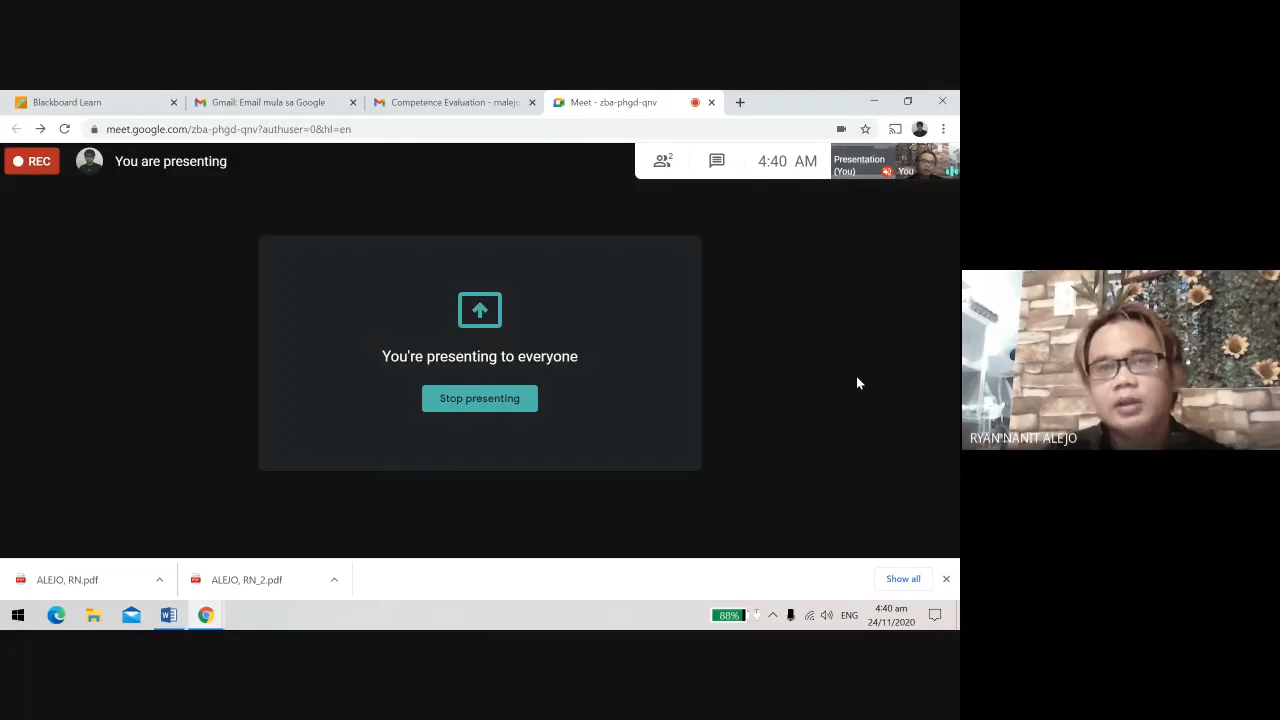 Blackboard Learn
Gmail: Email mula sa Google
Competence Evaluation - rnalejo
Meet - zba-phgd-qnv
meet.google.com/zba-phgd-qnv?authuser=0&hl=en
REC
You are presenting
2
4:40 AM
Presentation
(You)
You
You're presenting to everyone
Stop presenting
RYAN NANIT ALEJO
ALEJO, RN.pdf
ALEJO, RN_2.pdf
Show all
88%
ENG
4:40 am
24/11/2020